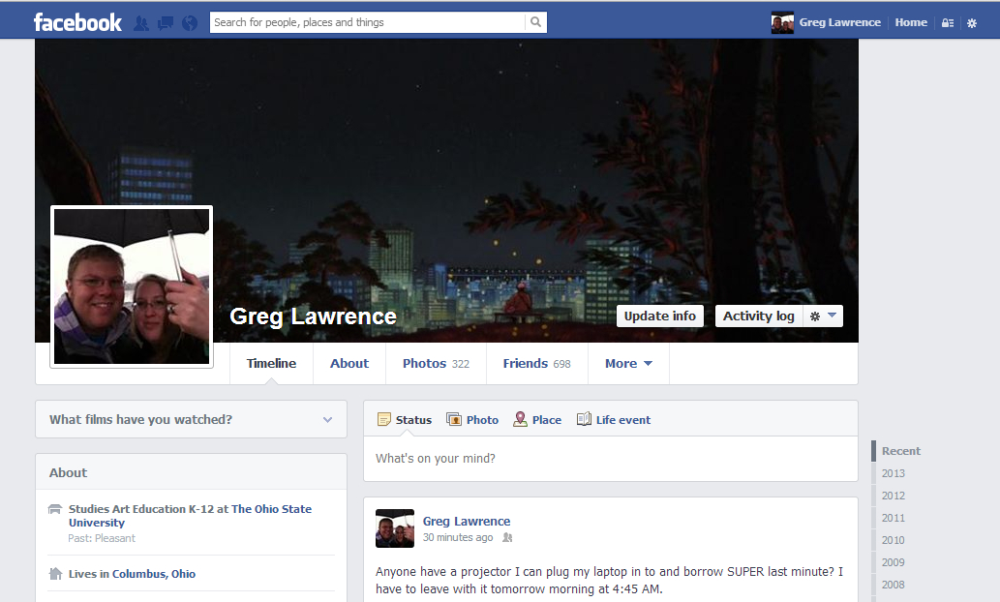 facebook
Search for people, places and things
Greg Lawrence
Home
Greg Lawrence
Update info
Activity log
Timeline
About
Photos 322
Friends 698
More
What films have you watched?
About
Studies Art Education K-12 at The Ohio State
University
Past: Pleasant
Lives in Columbus, Ohio
Status
Photo
Place
Life event
What's on your mind?
Greg Lawrence
30 minutes ago
Anyone have a projector I can plug my laptop in to and borrow SUPER last minute? I
have to leave with it tomorrow morning at 4:45 AM.
Recent
2013
2012
2011
2010
2009
2008